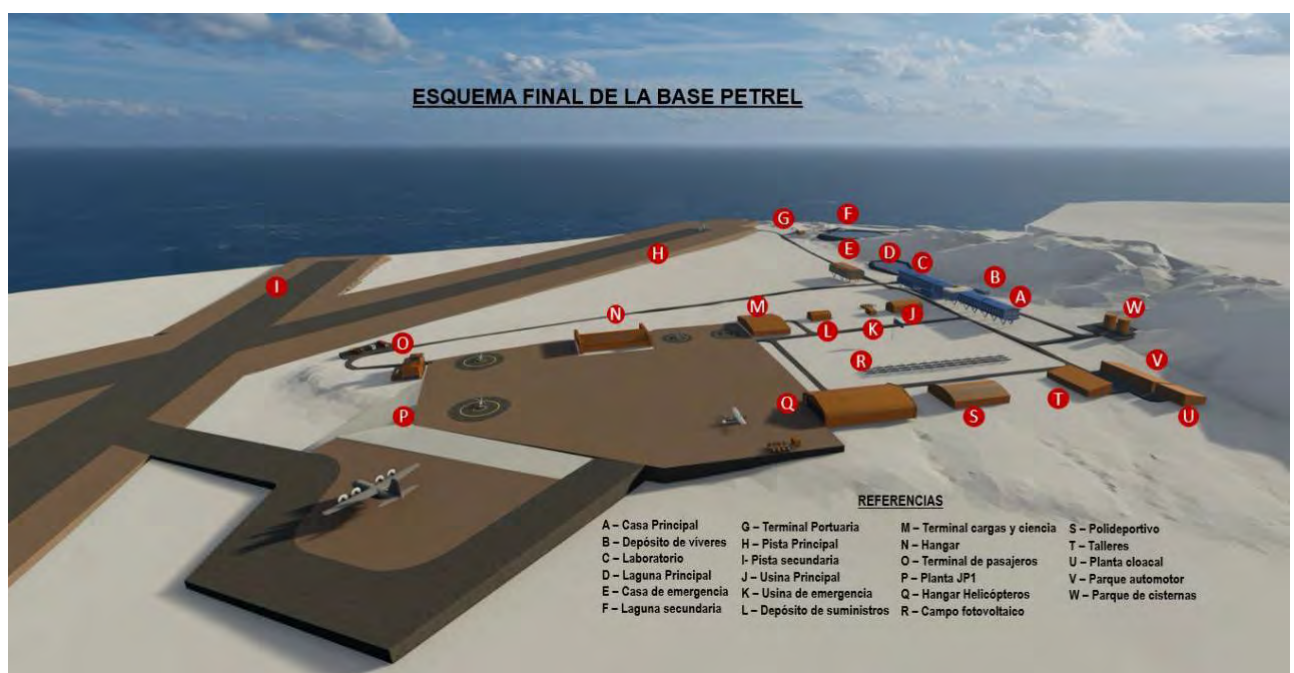 ESQUEMA FINAL DE LA BASE PETREL
G
F
H
E
D
C
I
B
A
W
N
M
O
L
K
J
R
V
P
Q
S
T
U
REFERENCIAS
A – Casa Principal
B – Depósito de víveres
C – Laboratorio
D – Laguna Principal
E – Casa de emergencia
F – Laguna secundaria
G – Terminal Portuaria
H – Pista Principal
I- Pista secundaria
J – Usina Principal
K – Usina de emergencia
L – Depósito de suministros
M – Terminal cargas y ciencia
N – Hangar
O – Terminal de pasajeros
P – Planta JP1
Q – Hangar Helicópteros
R – Campo fotovoltaico
S – Polideportivo
T – Talleres
U – Planta cloacal
V – Parque automotor
W – Parque de cisternas